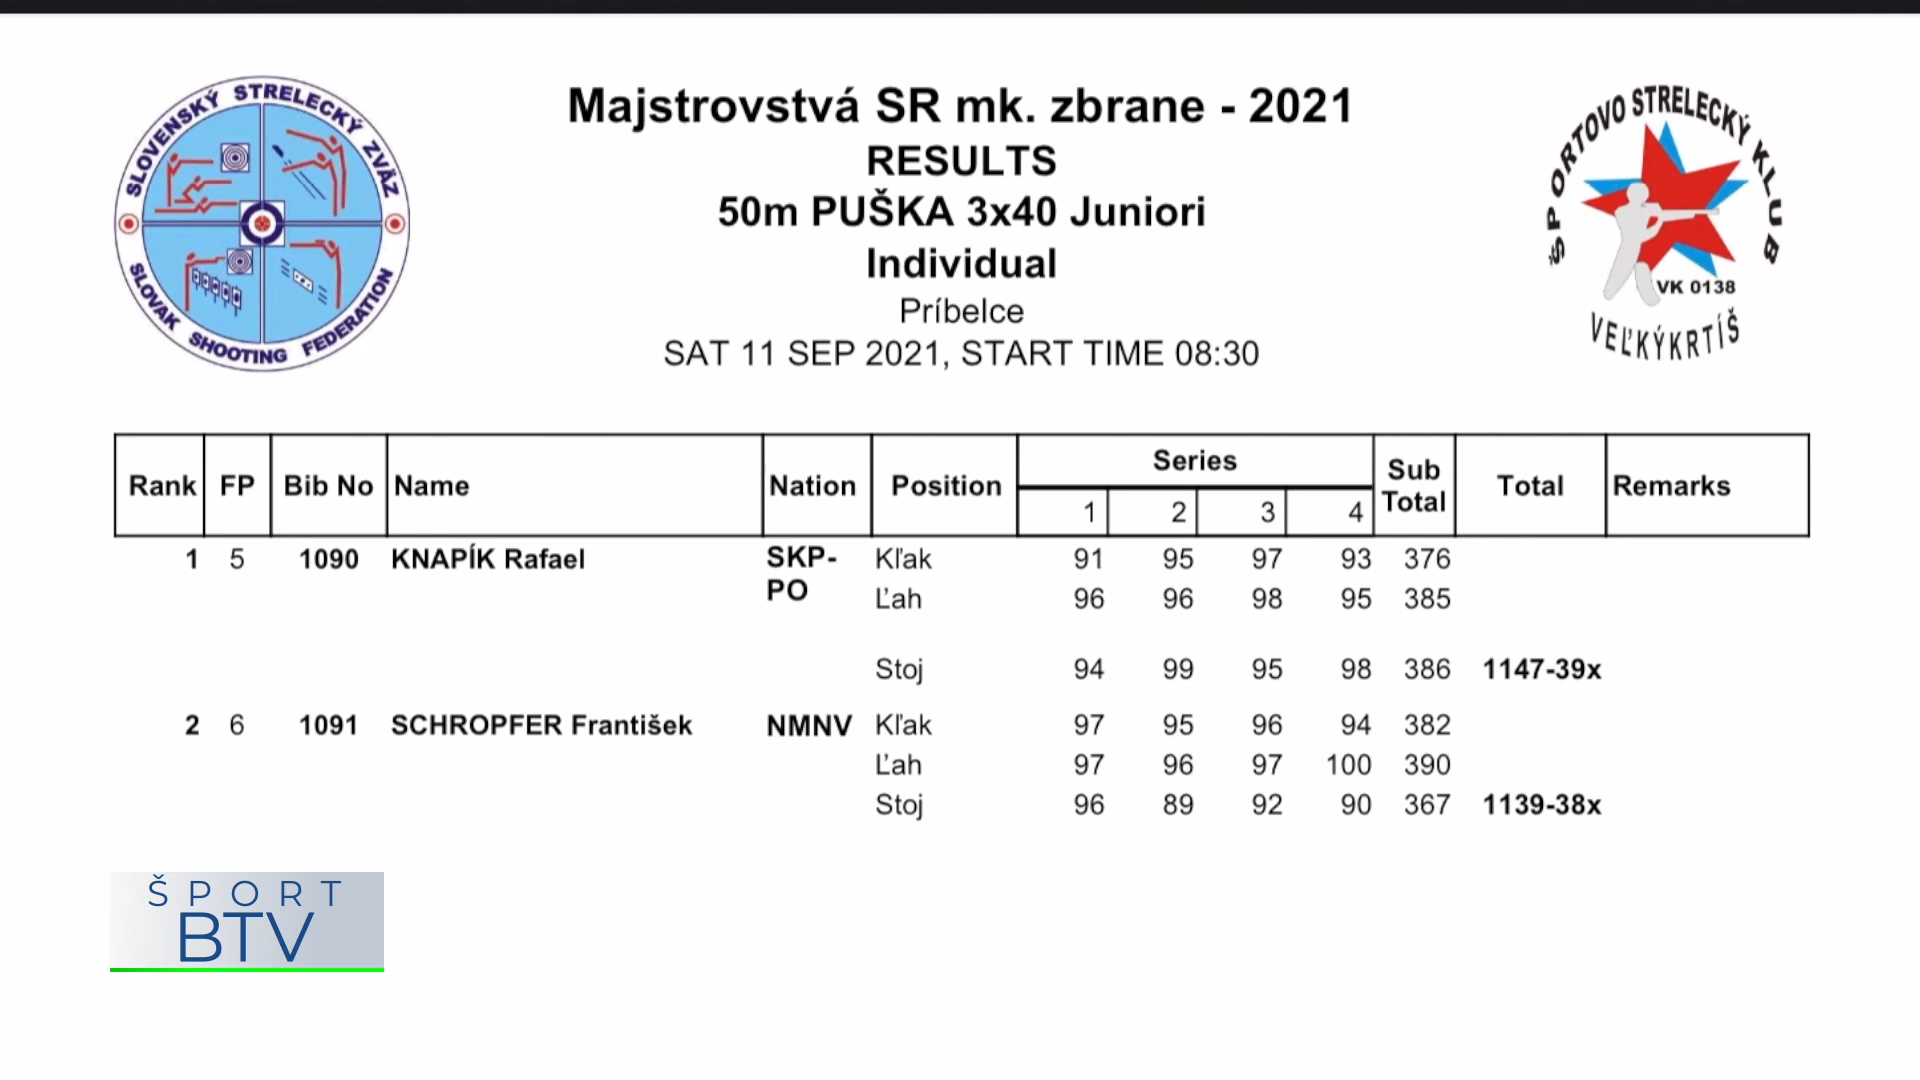 SLOVENSKÝ STRELECKÝ ZVÄZ
SLOVAK SHOOTING FEDERATION
Majstrovstvá SR mk. zbrane - 2021
RESULTS
50m PUŠKA 3x40 Juniori
Individual
Príbelce
SAT 11 SEP 2021, START TIME 08:30
ŠPORTOVO STRELECKÝ KLUB
VK 0138
VEĽKÝKRTÍŠ
Rank FP Bib No Name Nation Position Series Sub Total Total Remarks
1 2 3 4
1 5 1090 KNAPÍK Rafael SKP-PO Kľak 91 95 97 93 376
Ľah 96 96 98 95 385
Stoj 94 99 95 98 386 1147-39x
2 6 1091 SCHROPFER František NMNV Kľak 97 95 96 94 382
Ľah 97 96 97 100 390
Stoj 96 89 92 90 367 1139-38x
ŠPORT
BTV